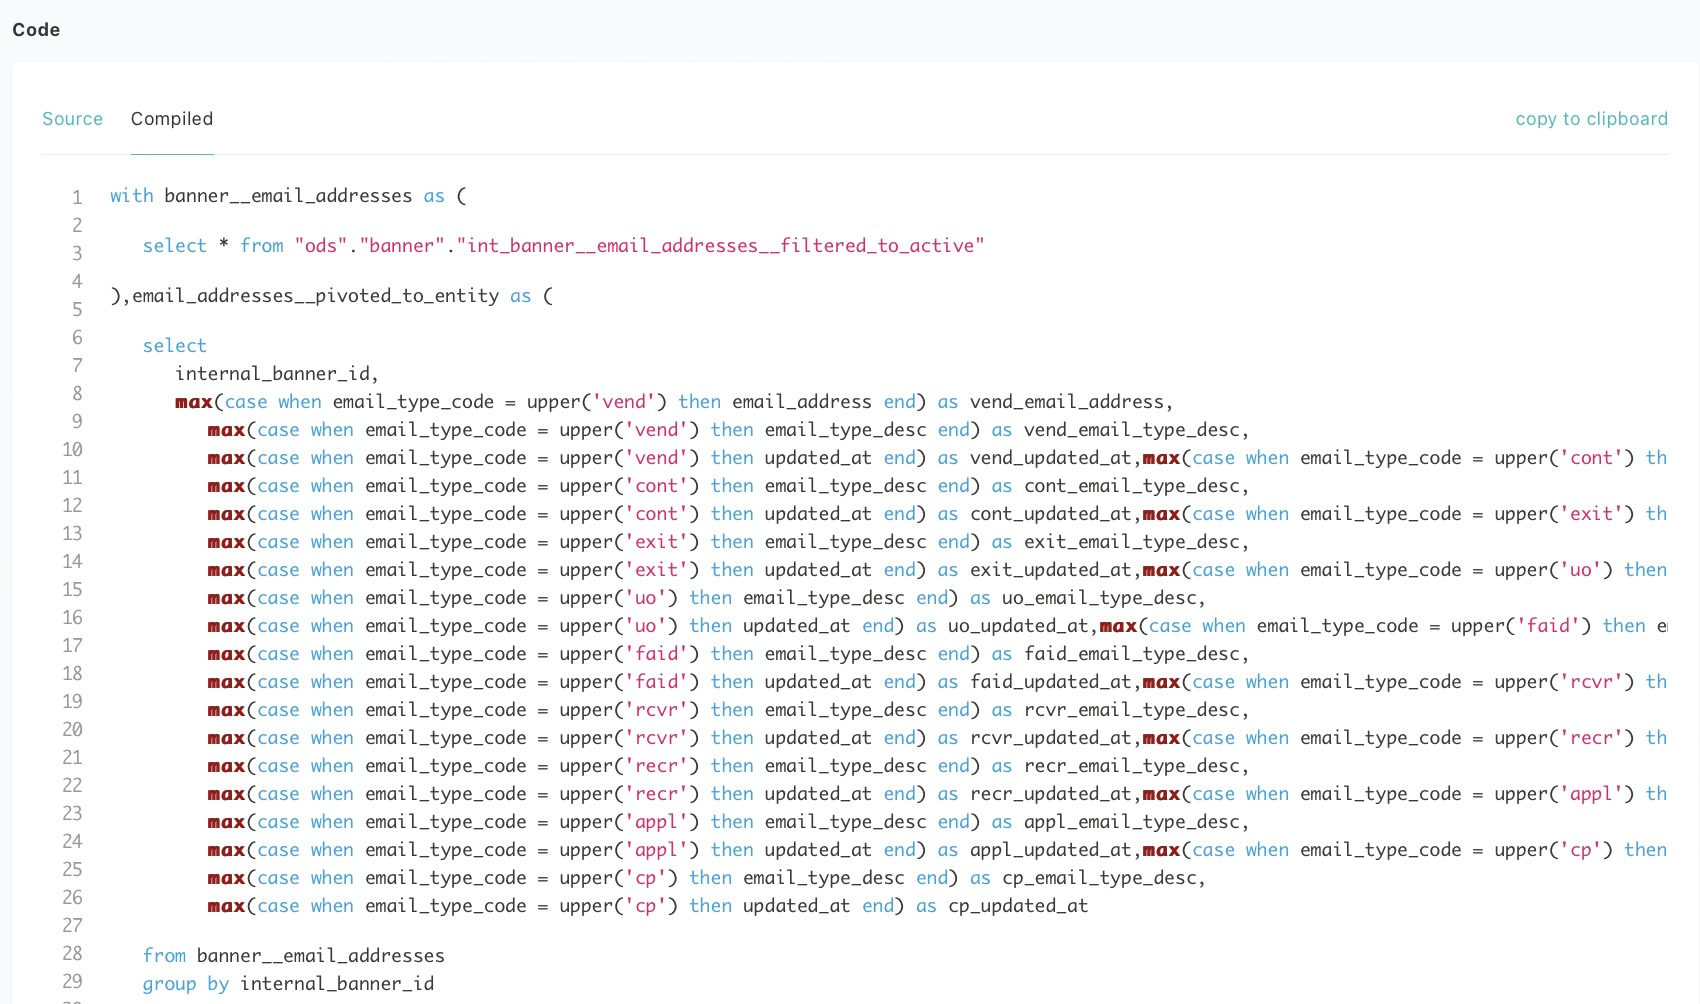 Code
Source Compiled copy to clipboard
1 with banner__email_addresses as (
2
3 select * from "ods"."banner"."int_banner__email_addresses__filtered_to_active"
4
5 ),email_addresses__pivoted_to_entity as (
6
7 select
8 internal_banner_id,
9 max(case when email_type_code = upper('vend') then email_address end) as vend_email_address,
10 max(case when email_type_code = upper('vend') then email_type_desc end) as vend_email_type_desc,
11 max(case when email_type_code = upper('vend') then updated_at end) as vend_updated_at,max(case when email_type_code = upper('cont') th
12 max(case when email_type_code = upper('cont') then email_type_desc end) as cont_email_type_desc,
13 max(case when email_type_code = upper('cont') then updated_at end) as cont_updated_at,max(case when email_type_code = upper('exit') th
14 max(case when email_type_code = upper('exit') then email_type_desc end) as exit_email_type_desc,
15 max(case when email_type_code = upper('exit') then updated_at end) as exit_updated_at,max(case when email_type_code = upper('uo') then
16 max(case when email_type_code = upper('uo') then email_type_desc end) as uo_email_type_desc,
17 max(case when email_type_code = upper('uo') then updated_at end) as uo_updated_at,max(case when email_type_code = upper('faid') then e
18 max(case when email_type_code = upper('faid') then email_type_desc end) as faid_email_type_desc,
19 max(case when email_type_code = upper('faid') then updated_at end) as faid_updated_at,max(case when email_type_code = upper('rcvr') th
20 max(case when email_type_code = upper('rcvr') then email_type_desc end) as rcvr_email_type_desc,
21 max(case when email_type_code = upper('rcvr') then updated_at end) as rcvr_updated_at,max(case when email_type_code = upper('recr') th
22 max(case when email_type_code = upper('recr') then email_type_desc end) as recr_email_type_desc,
23 max(case when email_type_code = upper('recr') then updated_at end) as recr_updated_at,max(case when email_type_code = upper('appl') th
24 max(case when email_type_code = upper('appl') then email_type_desc end) as appl_email_type_desc,
25 max(case when email_type_code = upper('appl') then updated_at end) as appl_updated_at,max(case when email_type_code = upper('cp') then
26 max(case when email_type_code = upper('cp') then email_type_desc end) as cp_email_type_desc,
27 max(case when email_type_code = upper('cp') then updated_at end) as cp_updated_at
28 from banner__email_addresses
29 group by internal_banner_id